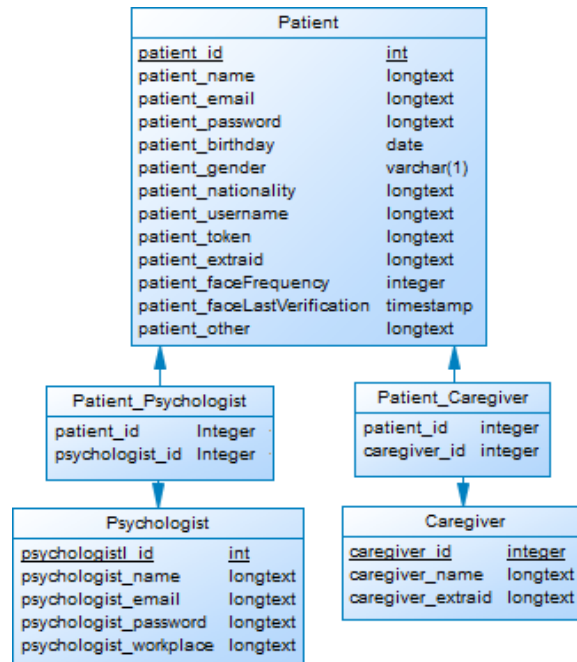 Patient
patient_id int
patient_name longtext
patient_email longtext
patient_password longtext
patient_birthday date
patient_gender varchar(1)
patient_nationality longtext
patient_username longtext
patient_token longtext
patient_extraid longtext
patient_faceFrequency integer
patient_faceLastVerification timestamp
patient_other longtext
Patient_Psychologist
patient_id Integer
psychologist_id Integer
Patient_Caregiver
patient_id integer
caregiver_id integer
Psychologist
psychologistl_id int
psychologist_name longtext
psychologist_email longtext
psychologist_password longtext
psychologist_workplace longtext
Caregiver
caregiver_id integer
caregiver_name longtext
caregiver_extraid longtext